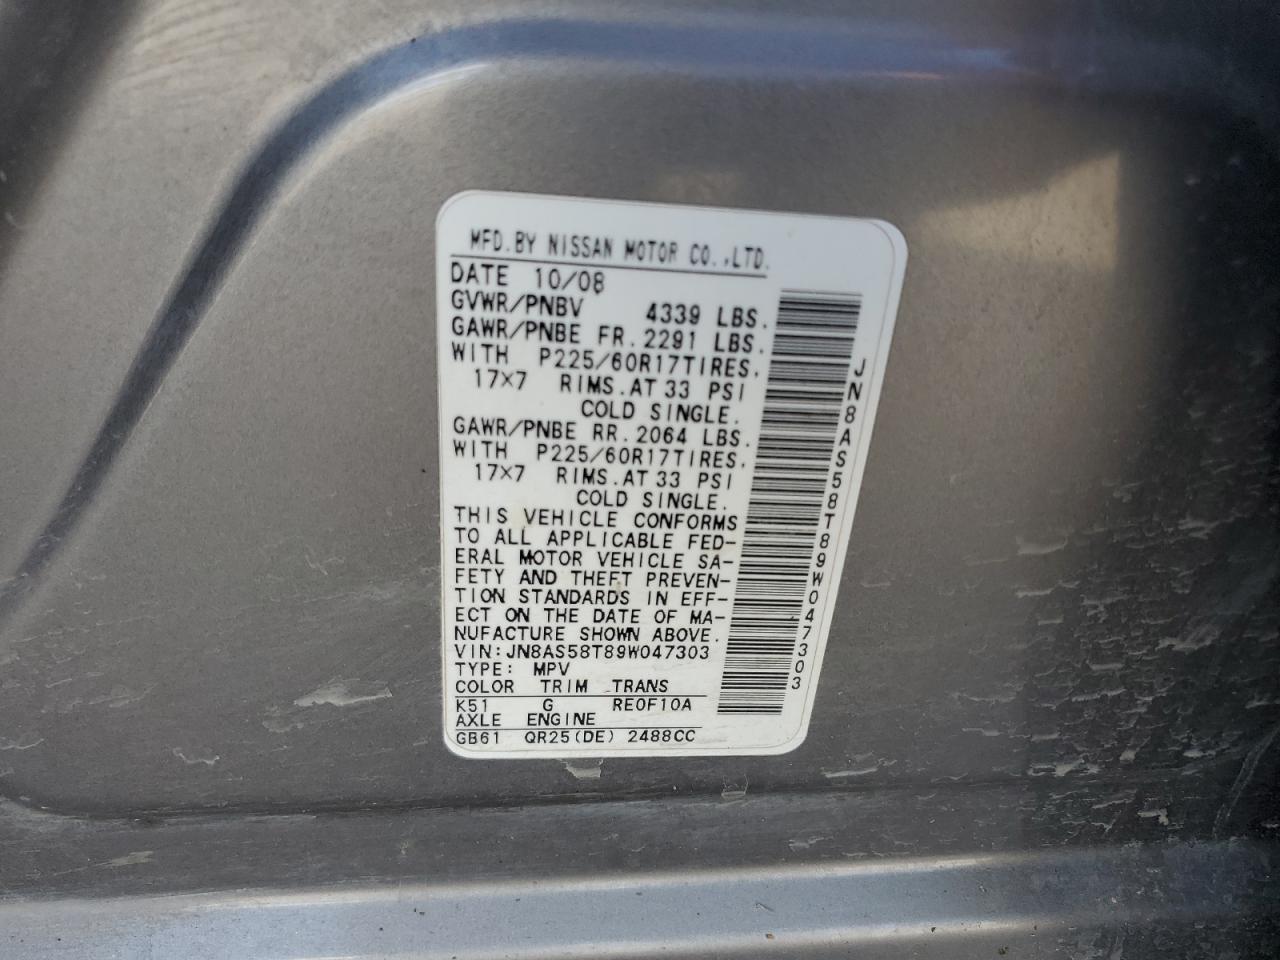 MFD.BY NISSAN MOTOR CO.,LTD.
DATE 10/08
GVWR/PNBV 4339 LBS.
GAWR/PNBE FR. 2291 LBS.
WITH P225/60R17TIRES.
17×7 RIMS.AT 33 PSI
COLD SINGLE.
GAWR/PNBE RR. 2064 LBS.
WITH P225/60R17TIRES.
17×7 RIMS.AT 33 PSI
COLD SINGLE.
THIS VEHICLE CONFORMS
TO ALL APPLICABLE FED-
ERAL MOTOR VEHICLE SA-
FETY AND THEFT PREVEN-
TION STANDARDS IN EFF-
ECT ON THE DATE OF MA-
NUFACTURE SHOWN ABOVE.
VIN:JN8AS58T89W047303
TYPE: MPV
COLOR TRIM TRANS
K51 G RE0F10A
AXLE ENGINE
GB61 QR25(DE) 2488CC
JN8AS58T89W047303